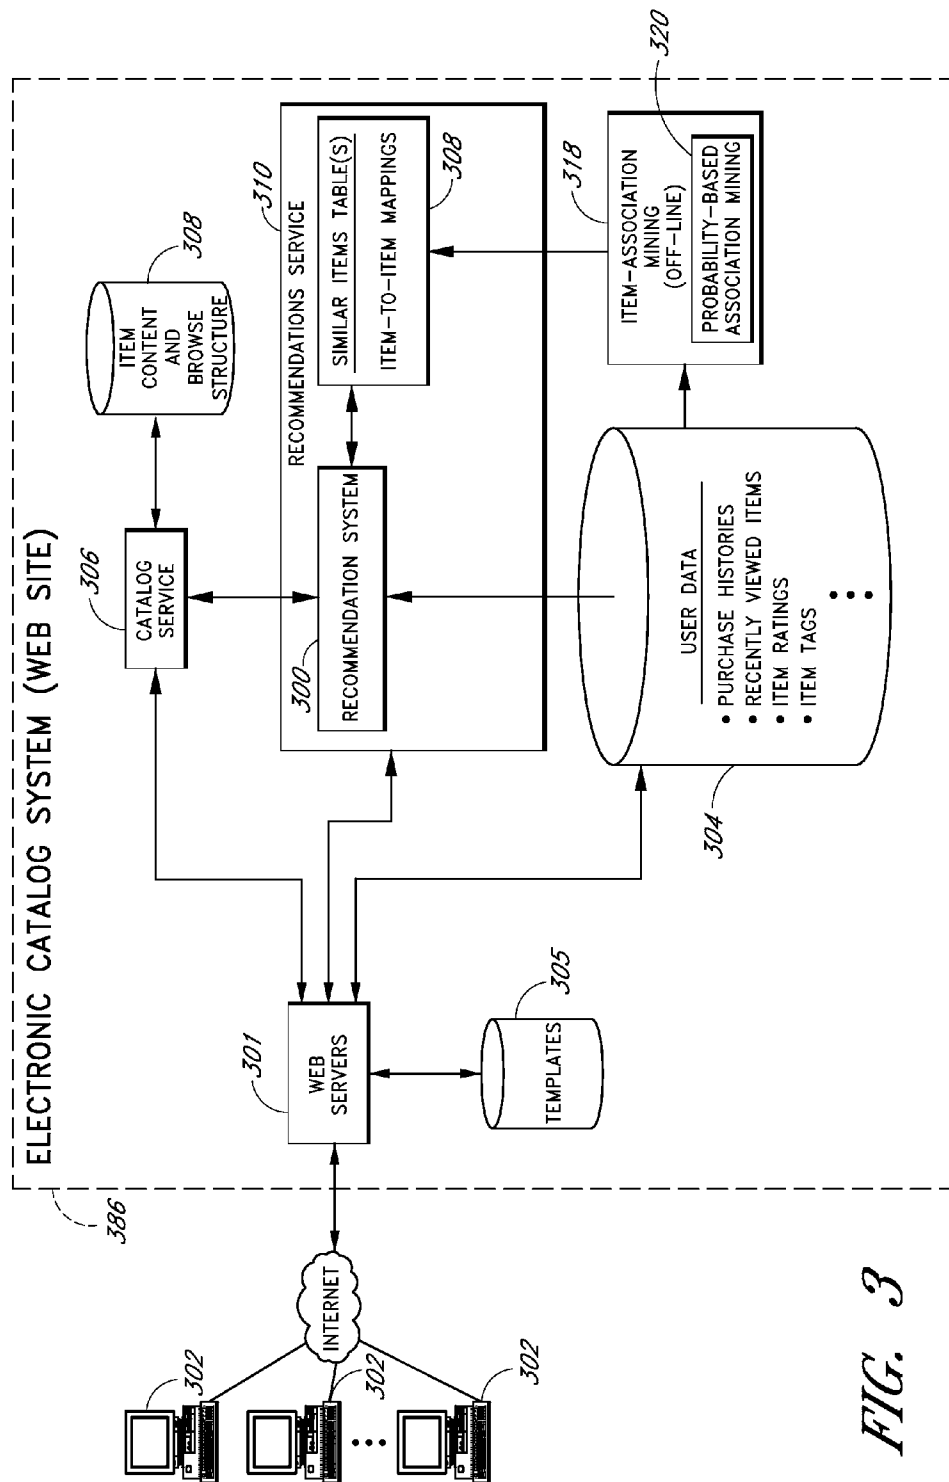 ELECTRONIC CATALOG SYSTEM (WEB SITE)
386
302
302
302
INTERNET
301
WEB
SERVERS
305
TEMPLATES
306
CATALOG
SERVICE
308
ITEM
CONTENT
AND
BROWSE
STRUCTURE
310
RECOMMENDATIONS SERVICE
300
RECOMMENDATION SYSTEM
SIMILAR ITEMS TABLE(S)
ITEM-TO-ITEM MAPPINGS
308
304
USER DATA
• PURCHASE HISTORIES
• RECENTLY VIEWED ITEMS
• ITEM RATINGS
• ITEM TAGS
318
ITEM-ASSOCIATION
MINING
(OFF-LINE)
320
PROBABILITY-BASED
ASSOCIATION MINING
FIG. 3